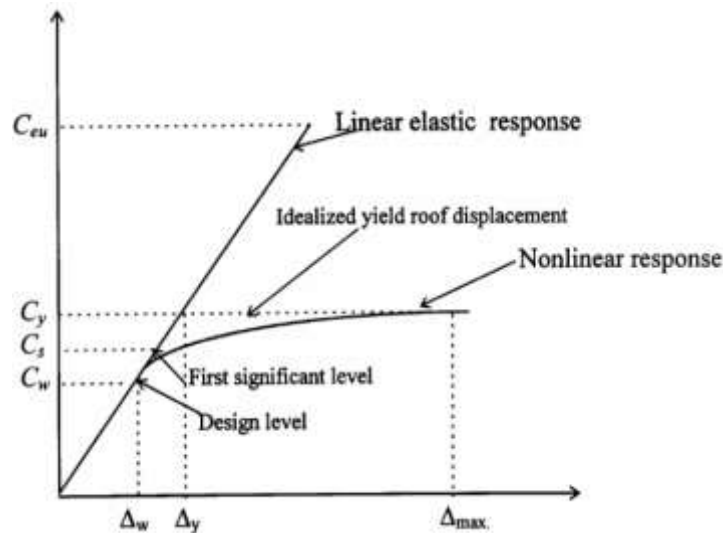 C_eu
Linear elastic response
Idealized yield roof displacement
Nonlinear response
C_y
C_s
First significant level
C_w
Design level
Δ_w
Δ_y
Δ_max.